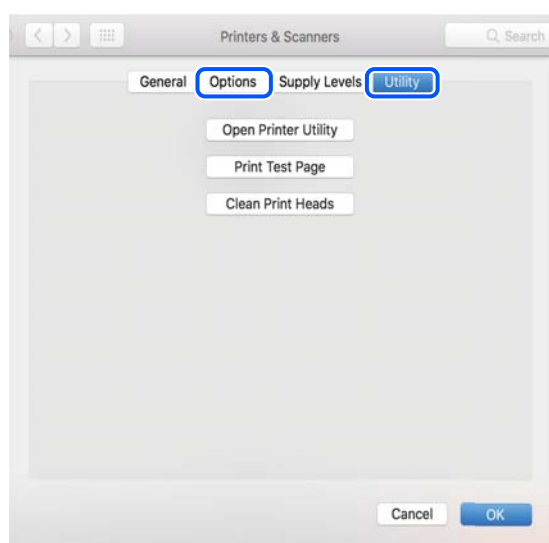 Printers & Scanners Search
General Options Supply Levels Utility
Open Printer Utility
Print Test Page
Clean Print Heads
Cancel OK